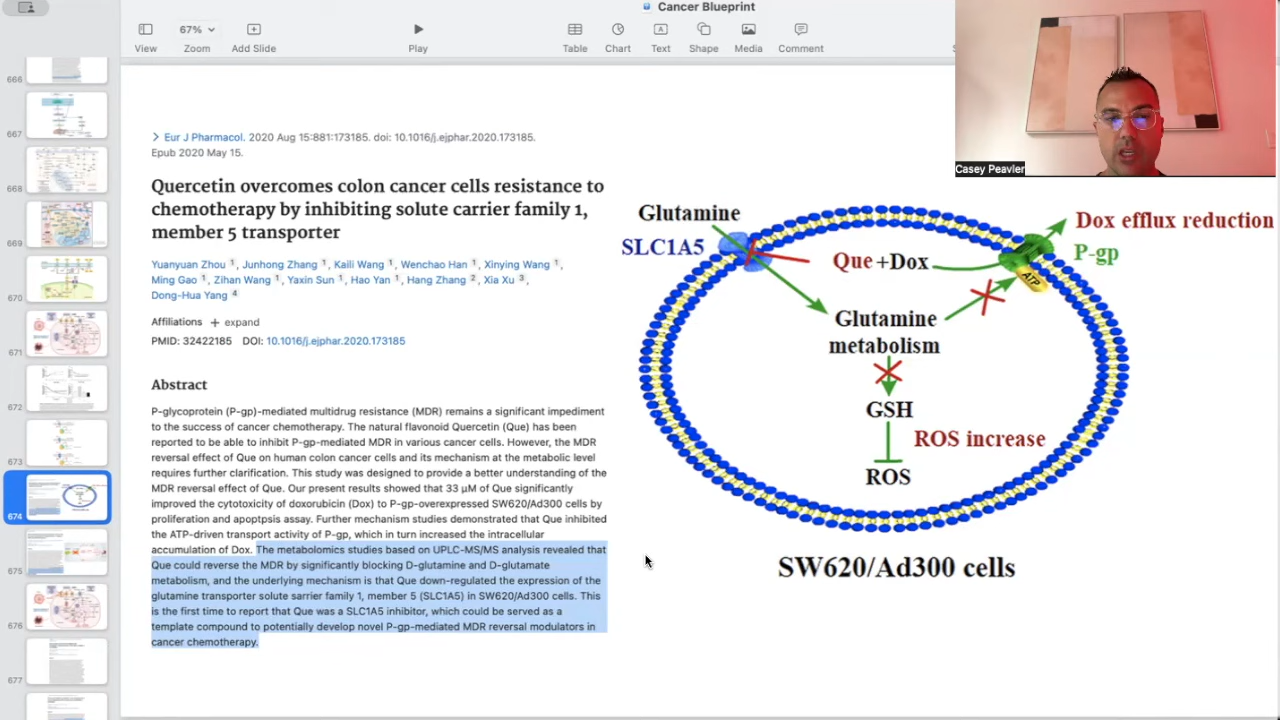 Cancer Blueprint
67%
View
Zoom
Add Slide
Play
Table
Chart
Text
Shape
Media
Comment
Casey Peavler
666
667
668
669
670
671
672
673
674
675
676
677
> Eur J Pharmacol. 2020 Aug 15:881:173185. doi: 10.1016/j.ejphar.2020.173185.
Epub 2020 May 15.
Quercetin overcomes colon cancer cells resistance to
chemotherapy by inhibiting solute carrier family 1,
member 5 transporter
Yuanyuan Zhou 1, Junhong Zhang 1, Kaili Wang 1, Wenchao Han 1, Xinying Wang 1,
Ming Gao 1, Zihan Wang 1, Yaxin Sun 1, Hao Yan 1, Hang Zhang 2, Xia Xu 3,
Dong-Hua Yang 4
Affiliations + expand
PMID: 32422185 DOI: 10.1016/j.ejphar.2020.173185
Abstract
P-glycoprotein (P-gp)-mediated multidrug resistance (MDR) remains a significant impediment
to the success of cancer chemotherapy. The natural flavonoid Quercetin (Que) has been
reported to be able to inhibit P-gp-mediated MDR in various cancer cells. However, the MDR
reversal effect of Que on human colon cancer cells and its mechanism at the metabolic level
requires further clarification. This study was designed to provide a better understanding of the
MDR reversal effect of Que. Our present results showed that 33 μM of Que significantly
improved the cytotoxicity of doxorubicin (Dox) to P-gp-overexpressed SW620/Ad300 cells by
proliferation and apoptpsis assay. Further mechanism studies demonstrated that Que inhibited
the ATP-driven transport activity of P-gp, which in turn increased the intracellular
accumulation of Dox. The metabolomics studies based on UPLC-MS/MS analysis revealed that
Que could reverse the MDR by significantly blocking D-glutamine and D-glutamate
metabolism, and the underlying mechanism is that Que down-regulated the expression of the
glutamine transporter solute sarrier family 1, member 5 (SLC1A5) in SW620/Ad300 cells. This
is the first time to report that Que was a SLC1A5 inhibitor, which could be served as a
template compound to potentially develop novel P-gp-mediated MDR reversal modulators in
cancer chemotherapy.
Glutamine
SLC1A5
Que +Dox
Dox efflux reduction
P-gp
ATP
Glutamine
metabolism
GSH
ROS increase
ROS
SW620/Ad300 cells